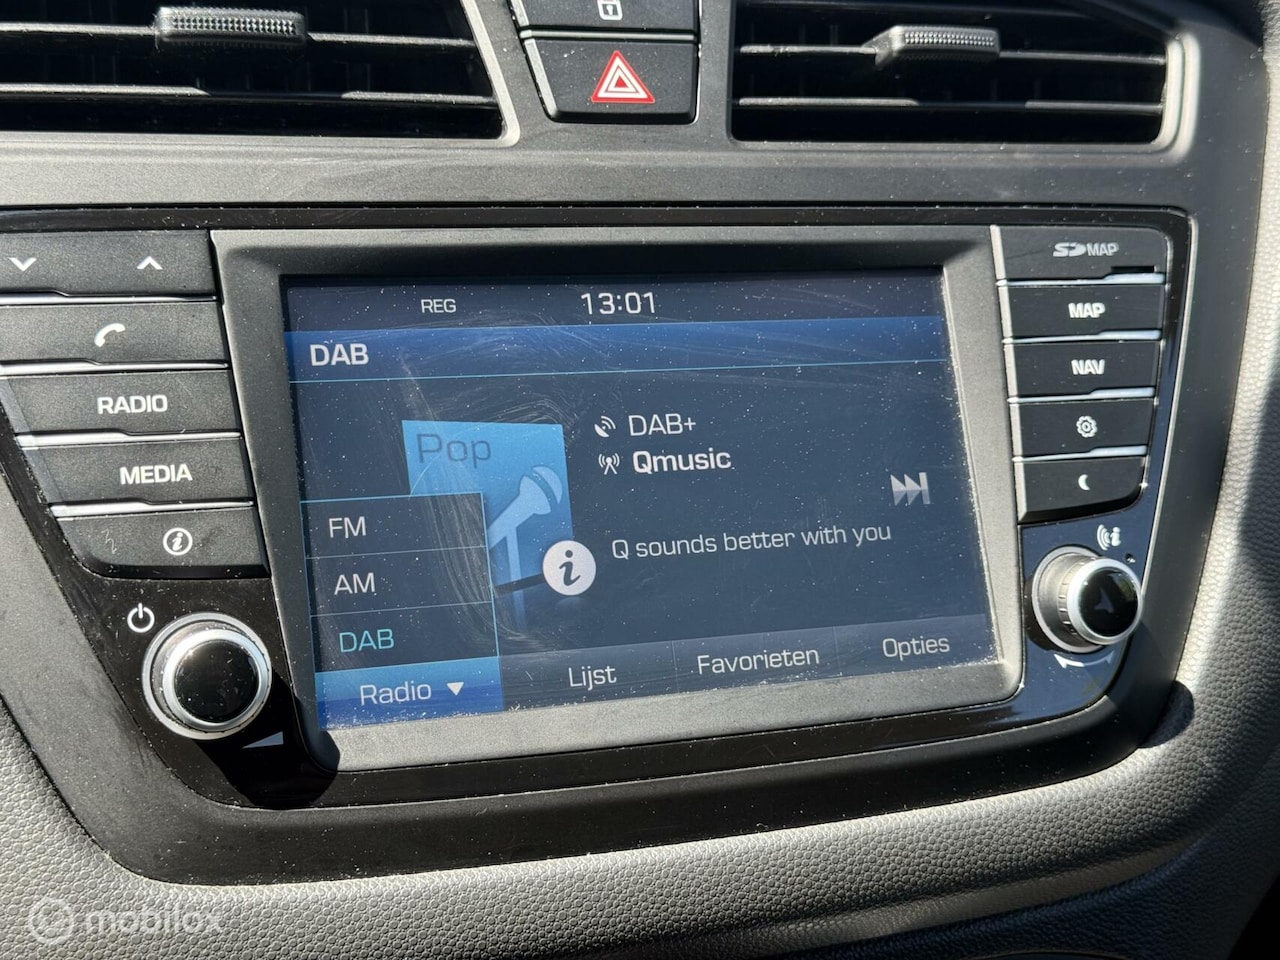 SD MAP
MAP
NAV
RADIO
MEDIA
REG 13:01
DAB
Pop
DAB+
Qmusic
Q sounds better with you
FM
AM
DAB
Radio
Lijst
Favorieten
Opties
mobilox